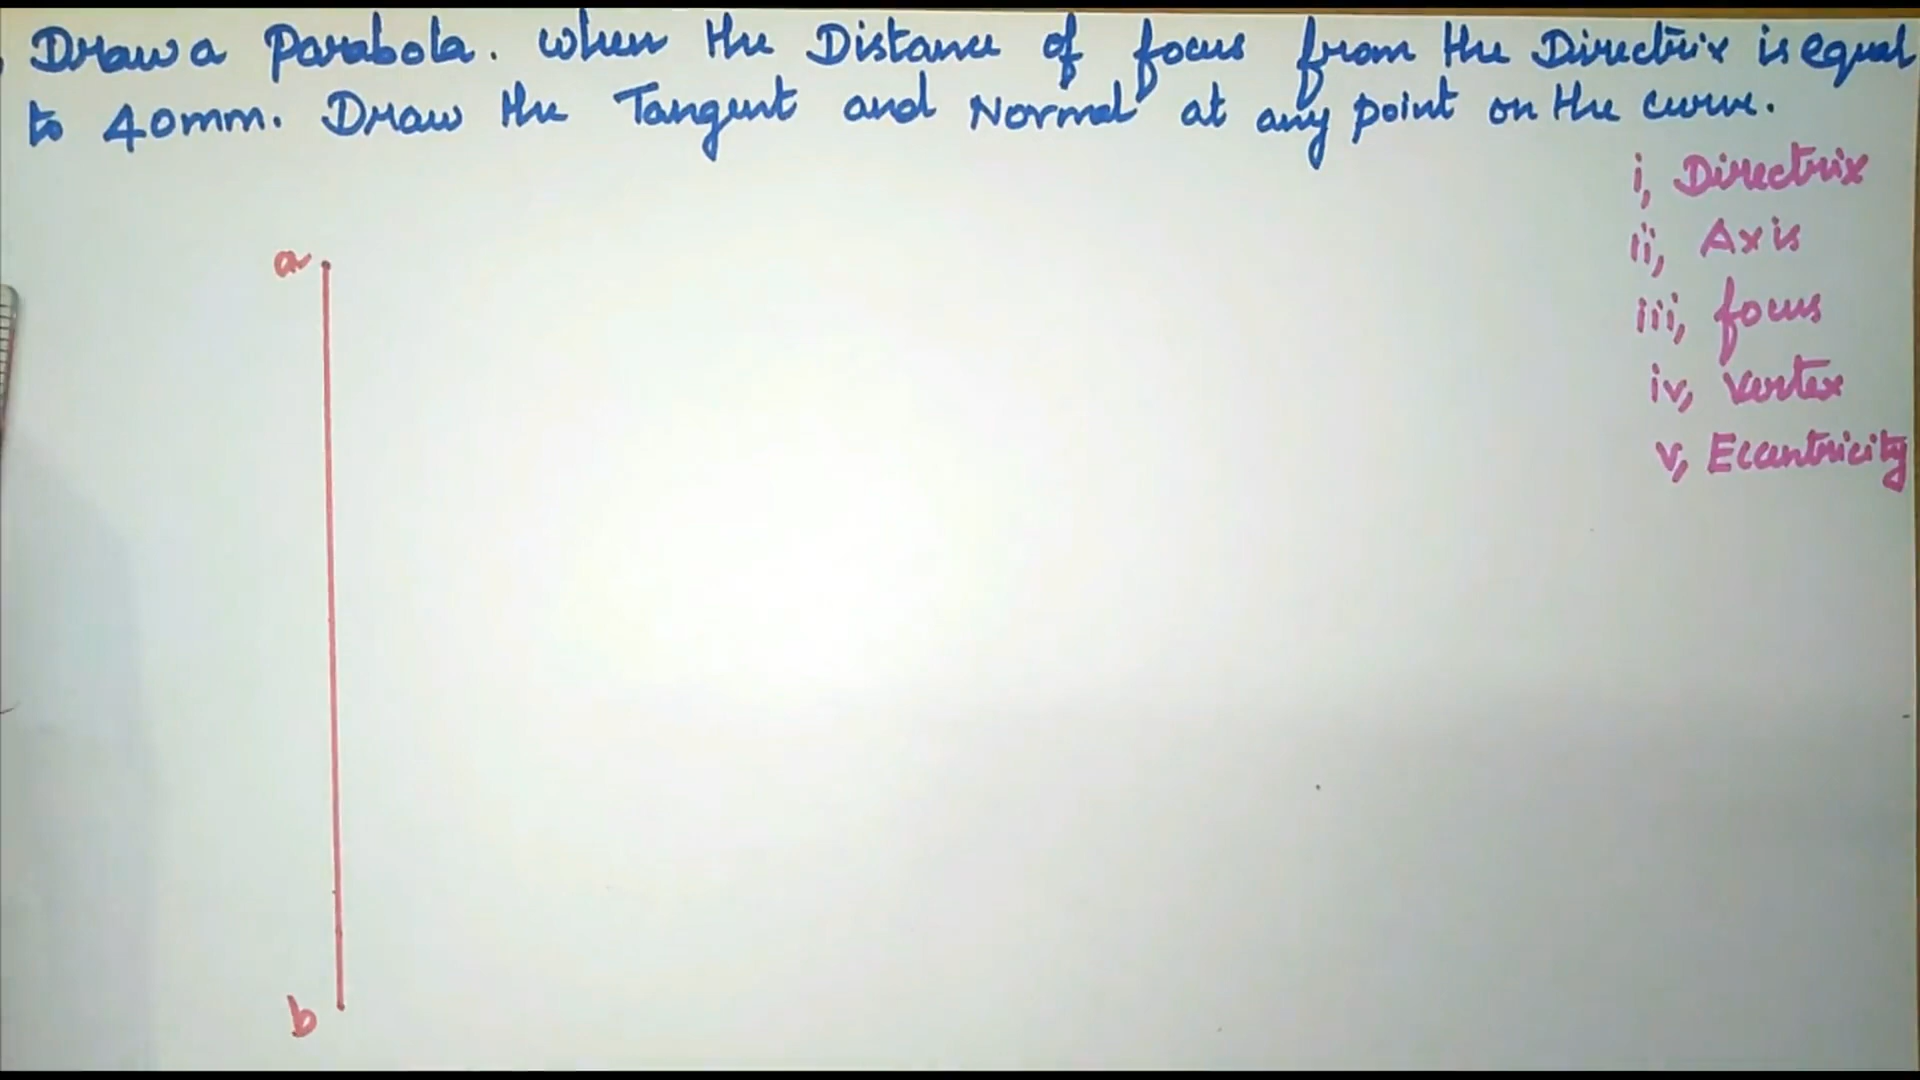 Draw a Parabola. when the Distance of focus from the Directrix is equal
to 40mm. Draw the Tangent and Normal at any point on the curve.
i, Directrix
ii, Axis
iii, focus
iv, Vertex
v, Eccentricity
a
b